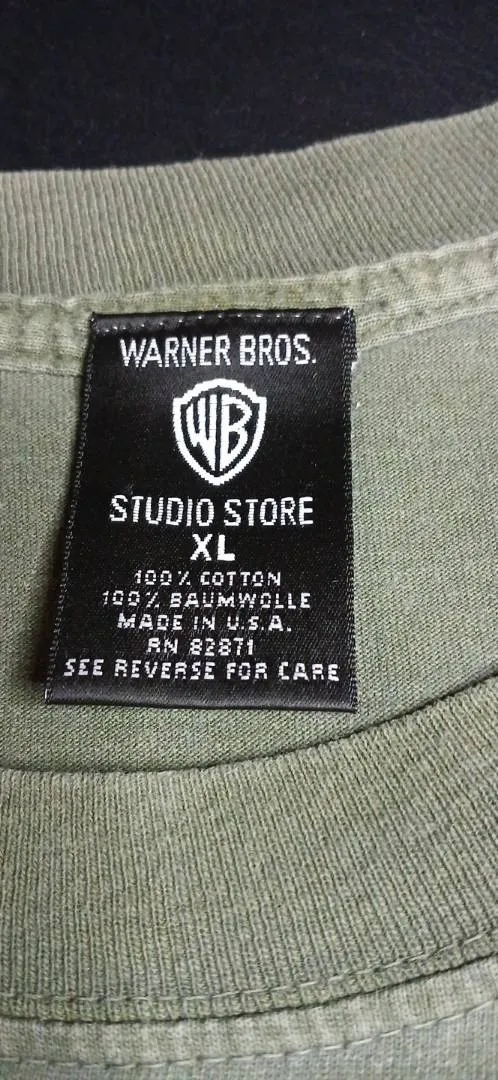 WARNER BROS.
WB
STUDIO STORE
XL
100% COTTON
100% BAUMWOLLE
MADE IN U.S.A.
RN 82871
SEE REVERSE FOR CARE